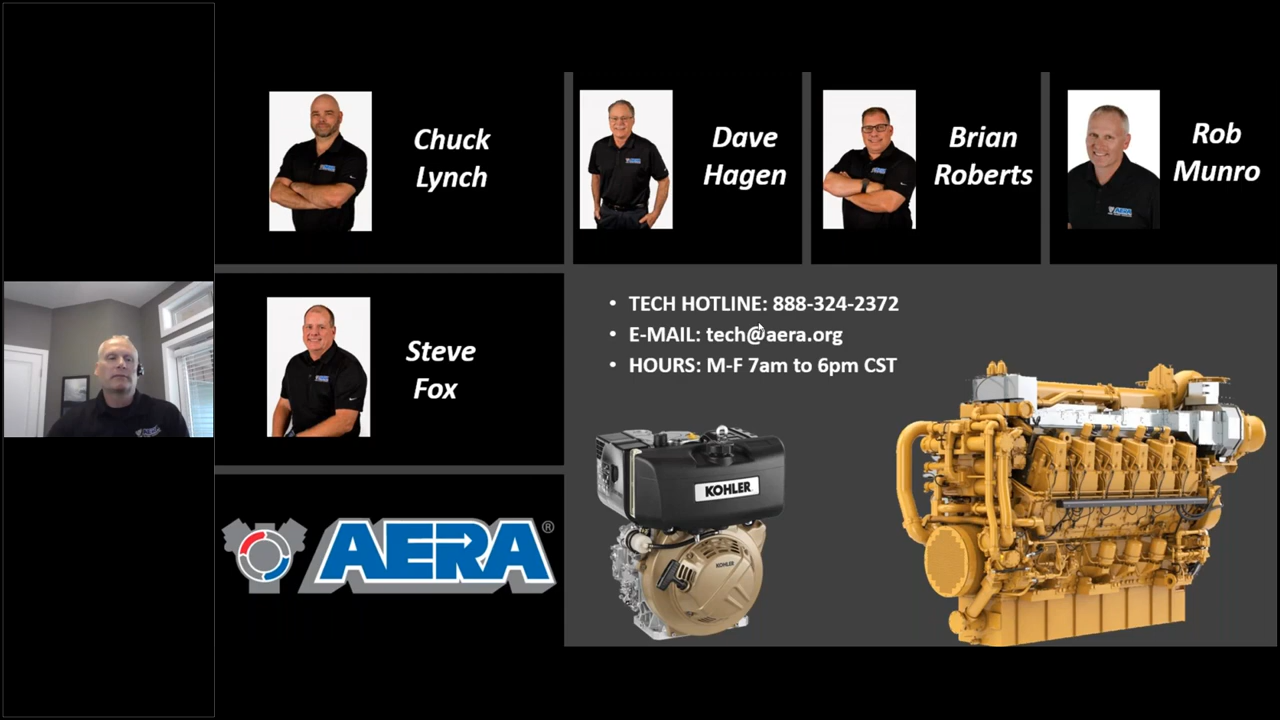 Chuck
Lynch
Dave
Hagen
Brian
Roberts
Rob
Munro
Steve
Fox
• TECH HOTLINE: 888-324-2372
• E-MAIL: tech@aera.org
• HOURS: M-F 7am to 6pm CST
KOHLER
KOHLER
AERA®